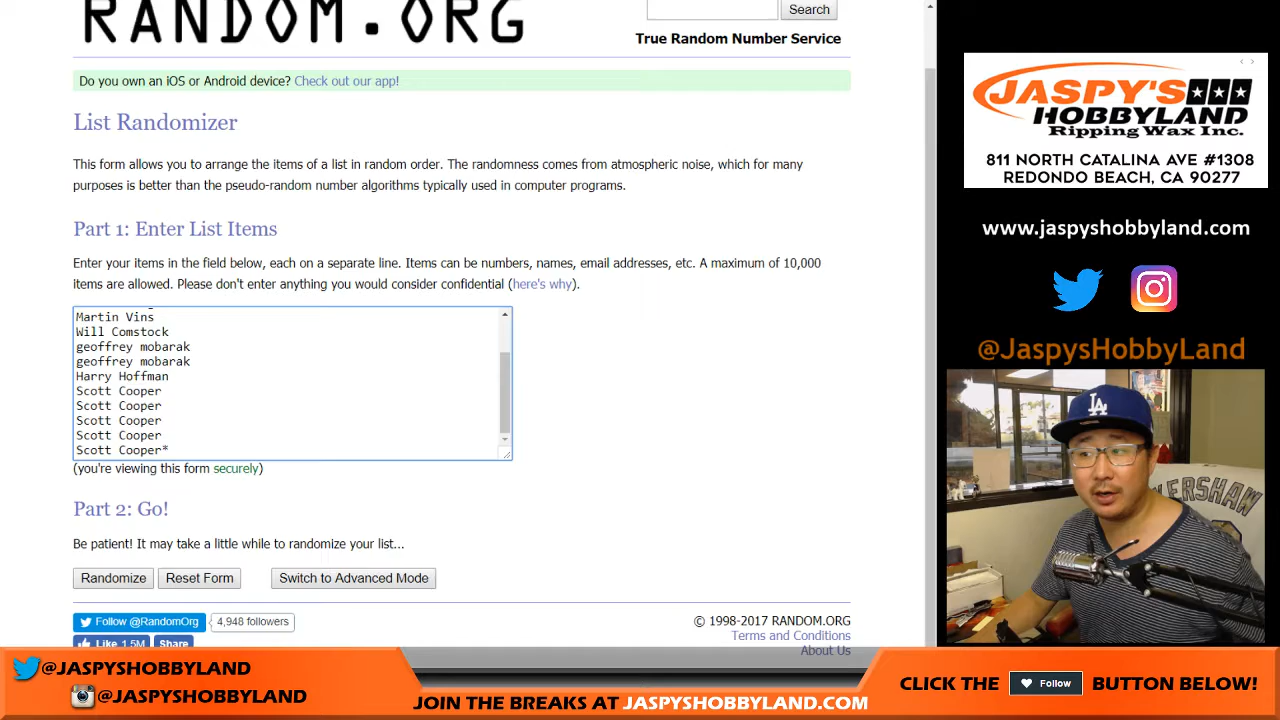 RANDOM.ORG
Search
True Random Number Service
Do you own an iOS or Android device? Check out our app!
List Randomizer
This form allows you to arrange the items of a list in random order. The randomness comes from atmospheric noise, which for many
purposes is better than the pseudo-random number algorithms typically used in computer programs.
Part 1: Enter List Items
Enter your items in the field below, each on a separate line. Items can be numbers, names, email addresses, etc. A maximum of 10,000
items are allowed. Please don't enter anything you would consider confidential (here's why).
Martin Vins
Will Comstock
geoffrey mobarak
geoffrey mobarak
Harry Hoffman
Scott Cooper
Scott Cooper
Scott Cooper
Scott Cooper
Scott Cooper*
(you're viewing this form securely)
Part 2: Go!
Be patient! It may take a little while to randomize your list...
Randomize
Reset Form
Switch to Advanced Mode
Follow @RandomOrg
4,948 followers
Like 1.5M
Share
© 1998-2017 RANDOM.ORG
Terms and Conditions
About Us
JASPY'S
HOBBYLAND
Ripping Wax Inc.
811 NORTH CATALINA AVE #1308
REDONDO BEACH, CA 90277
www.jaspyshobbyland.com
@JaspysHobbyLand
LA
ERSHAW
@JASPYSHOBBYLAND
@JASPYSHOBBYLAND
JOIN THE BREAKS AT JASPYSHOBBYLAND.COM
CLICK THE
Follow
BUTTON BELOW!